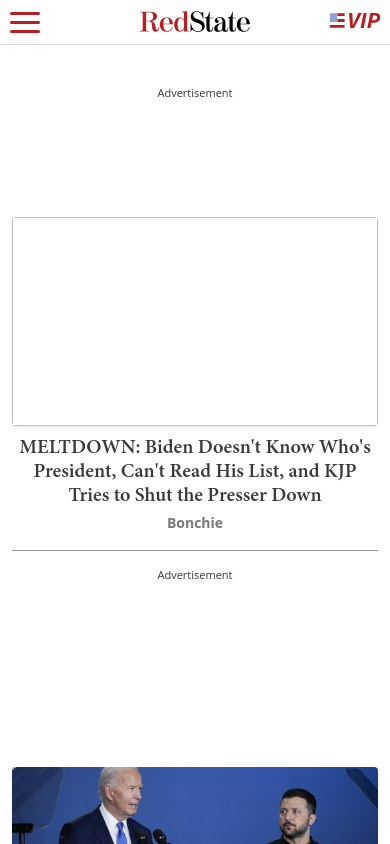 RedState
VIP
Advertisement
MELTDOWN: Biden Doesn't Know Who's
President, Can't Read His List, and KJP
Tries to Shut the Presser Down
Bonchie
Advertisement